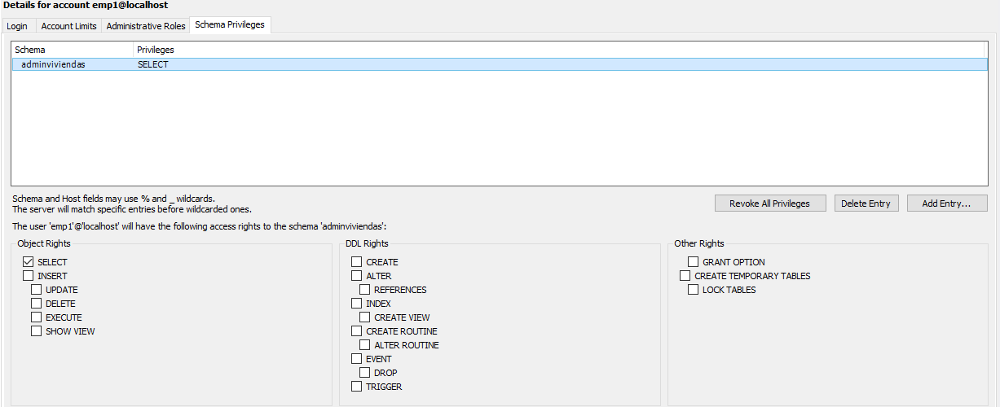 Details for account emp1@localhost
Login Account Limits Administrative Roles Schema Privileges
Schema Privileges
adminviviendas SELECT
Schema and Host fields may use % and _ wildcards.
The server will match specific entries before wildcarded ones.
Revoke All Privileges Delete Entry Add Entry...
The user 'emp1'@'localhost' will have the following access rights to the schema 'adminviviendas':
Object Rights
SELECT
INSERT
UPDATE
DELETE
EXECUTE
SHOW VIEW
DDL Rights
CREATE
ALTER
REFERENCES
INDEX
CREATE VIEW
CREATE ROUTINE
ALTER ROUTINE
EVENT
DROP
TRIGGER
Other Rights
GRANT OPTION
CREATE TEMPORARY TABLES
LOCK TABLES